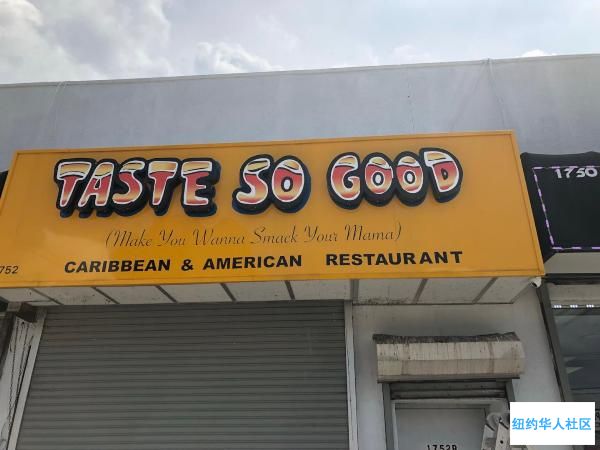 TASTE SO GOOD
(Make You Wanna Smack Your Mama)
752
CARIBBEAN & AMERICAN RESTAURANT
1750
1752B
纽约华人社区